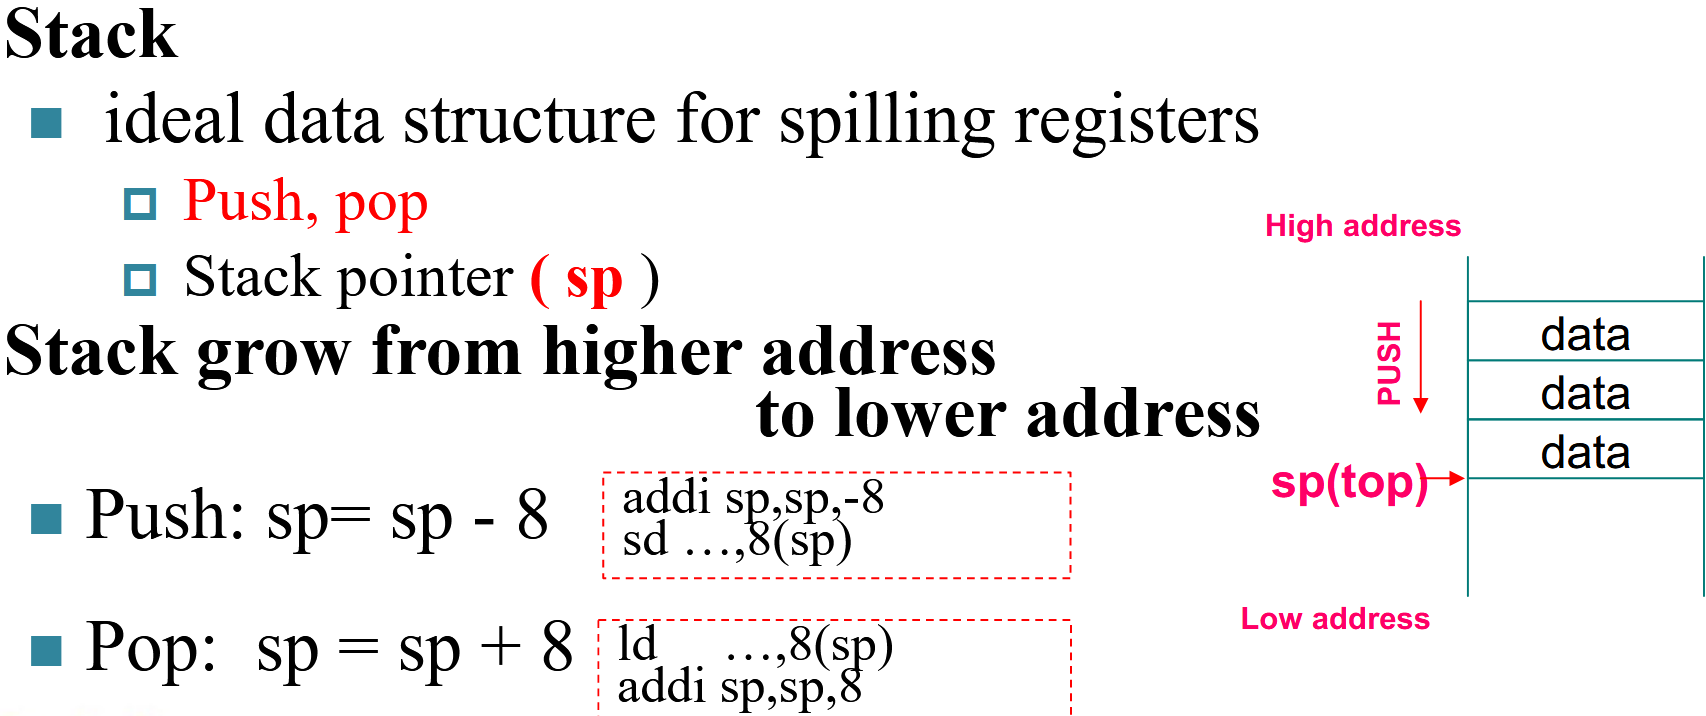 Stack
ideal data structure for spilling registers
Push, pop
Stack pointer ( sp )
Stack grow from higher address
to lower address
Push: sp= sp - 8
addi sp,sp,-8
sd …,8(sp)
Pop: sp = sp + 8
ld …,8(sp)
addi sp,sp,8
High address
PUSH
data
data
data
sp(top)
Low address